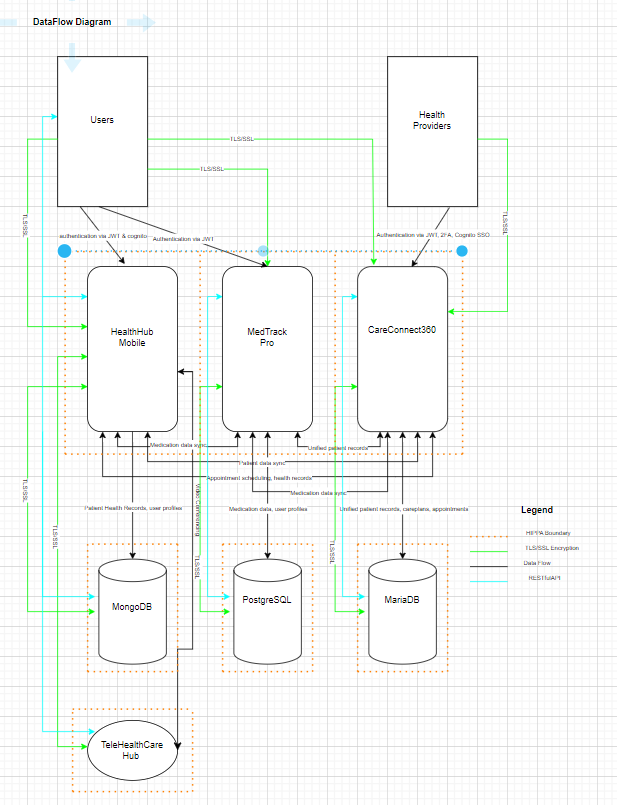 DataFlow Diagram
Users
Health
Providers
TLS/SSL
TLS/SSL
TLS/SSL
TLS/SSL
authentication via JWT & cognito
Authentication via JWT
Authentication via JWT, 2FA, Cognito SSO
HealthHub
Mobile
MedTrack
Pro
CareConnect360
Medication data sync
Unified patient records
Patient data sync
Appointment scheduling, health records
Medication data sync
TLS/SSL
Video Conferencing
Patient Health Records, user profiles
Medication data, user profiles
Unified patient records, careplans, appointments
Legend
HIPPA Boundary
TLS/SSL Encryption
Data Flow
RESTfulAPI
TLS/SSL
TLS/SSL
TLS/SSL
MongoDB
PostgreSQL
MariaDB
TeleHealthCare
Hub